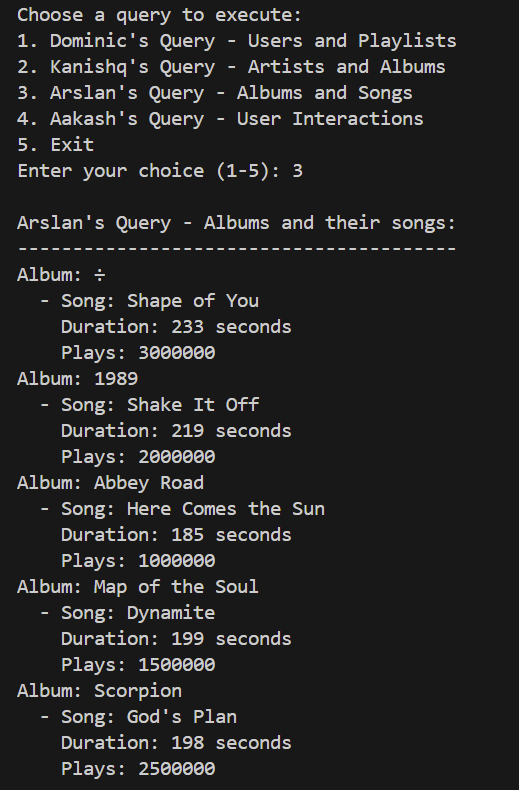 Choose a query to execute:
1. Dominic's Query - Users and Playlists
2. Kanishq's Query - Artists and Albums
3. Arslan's Query - Albums and Songs
4. Aakash's Query - User Interactions
5. Exit
Enter your choice (1-5): 3

Arslan's Query - Albums and their songs:
----------------------------------------
Album: ÷
  - Song: Shape of You
    Duration: 233 seconds
    Plays: 3000000
Album: 1989
  - Song: Shake It Off
    Duration: 219 seconds
    Plays: 2000000
Album: Abbey Road
  - Song: Here Comes the Sun
    Duration: 185 seconds
    Plays: 1000000
Album: Map of the Soul
  - Song: Dynamite
    Duration: 199 seconds
    Plays: 1500000
Album: Scorpion
  - Song: God's Plan
    Duration: 198 seconds
    Plays: 2500000